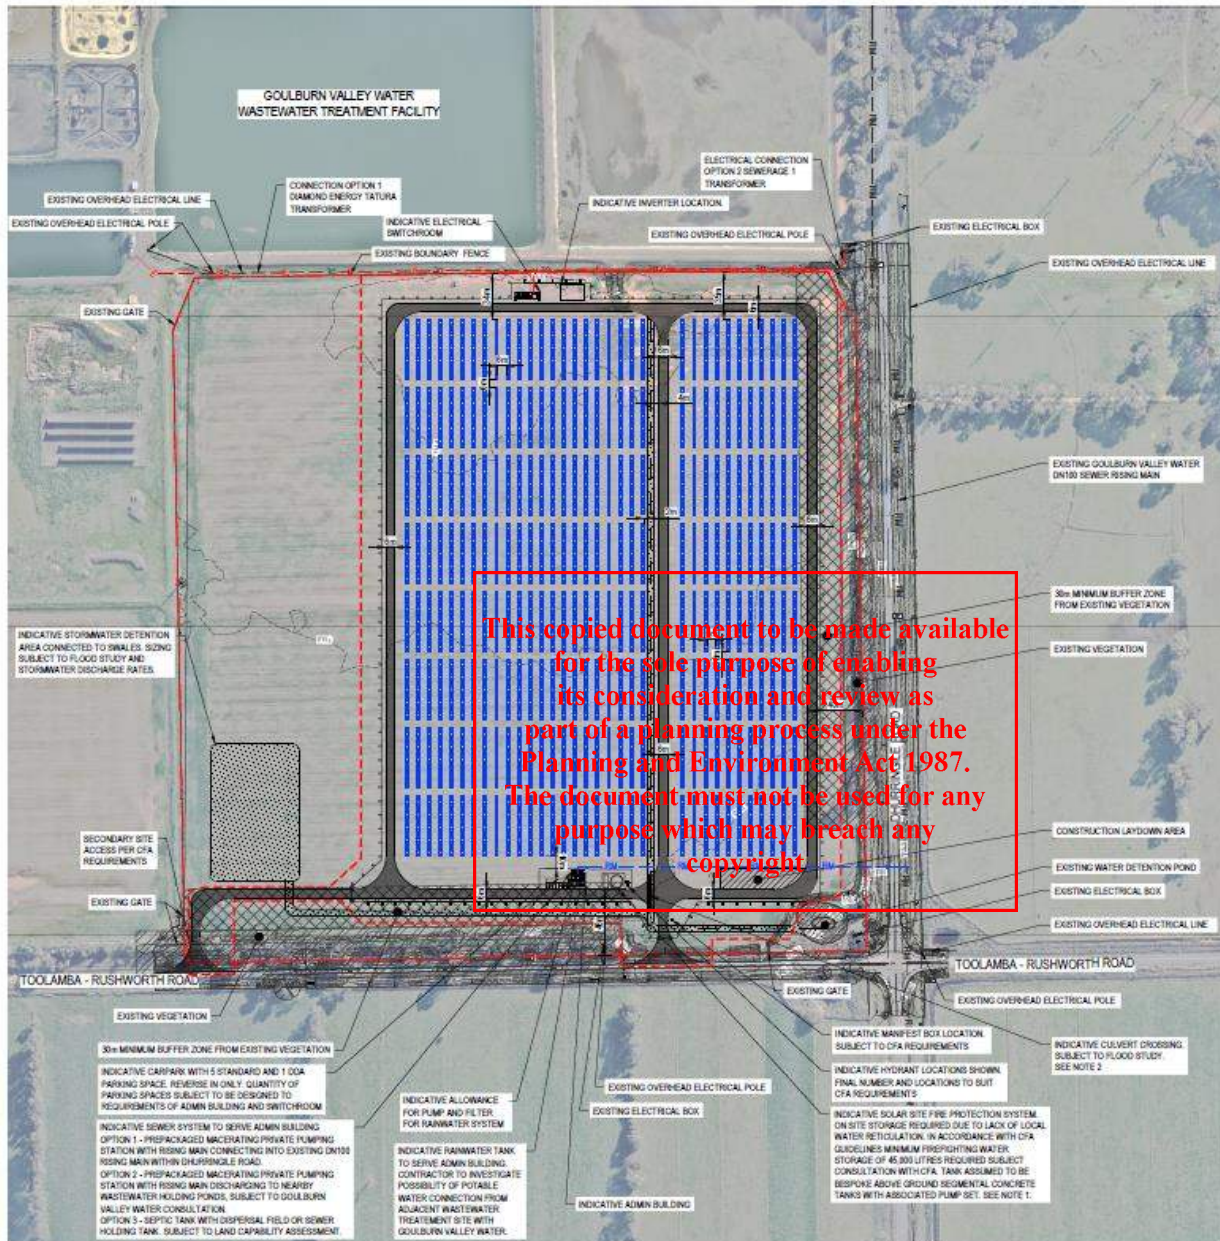 GOULBURN VALLEY WATER
WASTEWATER TREATMENT FACILITY
EXISTING OVERHEAD ELECTRICAL LINE
EXISTING OVERHEAD ELECTRICAL POLE
CONNECTION OPTION 1
DIAMOND ENERGY TATURA
TRANSFORMER
INDICATIVE ELECTRICAL
SWITCHROOM
EXISTING BOUNDARY FENCE
INDICATIVE INVERTER LOCATION.
ELECTRICAL CONNECTION
OPTION 2 SEWERAGE 1
TRANSFORMER
EXISTING OVERHEAD ELECTRICAL POLE
EXISTING ELECTRICAL BOX
EXISTING OVERHEAD ELECTRICAL LINE
EXISTING GATE
EXISTING GOULBURN VALLEY WATER
DN100 SEWER RISING MAIN
30m MINIMUM BUFFER ZONE
FROM EXISTING VEGETATION
EXISTING VEGETATION
INDICATIVE STORMWATER DETENTION
AREA CONNECTED TO SWALES. SIZING
SUBJECT TO FLOOD STUDY AND
STORMWATER DISCHARGE RATES.
This copied document to be made available
for the sole purpose of enabling
its consideration and review as
part of a planning process under the
Planning and Environment Act 1987.
The document must not be used for any
purpose which may breach any
copyright
SECONDARY SITE
ACCESS PER CFA
REQUIREMENTS
EXISTING GATE
CONSTRUCTION LAYDOWN AREA
EXISTING WATER DETENTION POND
EXISTING ELECTRICAL BOX
EXISTING OVERHEAD ELECTRICAL LINE
TOOLAMBA - RUSHWORTH ROAD
TOOLAMBA - RUSHWORTH ROAD
EXISTING GATE
EXISTING OVERHEAD ELECTRICAL POLE
EXISTING VEGETATION
30m MINIMUM BUFFER ZONE FROM EXISTING VEGETATION
INDICATIVE CARPARK WITH 5 STANDARD AND 1 DDA
PARKING SPACE. REVERSE IN ONLY. QUANTITY OF
PARKING SPACES SUBJECT TO BE DESIGNED TO
REQUIREMENTS OF ADMIN BUILDING AND SWITCHROOM
INDICATIVE SEWER SYSTEM TO SERVE ADMIN BUILDING
OPTION 1 - PREPACKAGED MACERATING PRIVATE PUMPING
STATION WITH RISING MAIN CONNECTING INTO EXISTING DN100
RISING MAIN WITHIN DHURRINGILE ROAD.
OPTION 2 - PREPACKAGED MACERATING PRIVATE PUMPING
STATION WITH RISING MAIN DISCHARGING TO NEARBY
WASTEWATER HOLDING PONDS, SUBJECT TO GOULBURN
VALLEY WATER CONSULTATION.
OPTION 3 - SEPTIC TANK WITH DISPERSAL FIELD OR SEWER
HOLDING TANK. SUBJECT TO LAND CAPABILITY ASSESSMENT.
INDICATIVE ALLOWANCE
FOR PUMP AND FILTER
FOR RAINWATER SYSTEM
INDICATIVE RAINWATER TANK
TO SERVE ADMIN BUILDING.
CONTRACTOR TO INVESTIGATE
POSSIBILITY OF POTABLE
WATER CONNECTION FROM
ADJACENT WASTEWATER
TREATMENT SITE WITH
GOULBURN VALLEY WATER.
EXISTING OVERHEAD ELECTRICAL POLE
EXISTING ELECTRICAL BOX
INDICATIVE ADMIN BUILDING
INDICATIVE MANIFEST BOX LOCATION.
SUBJECT TO CFA REQUIREMENTS
INDICATIVE HYDRANT LOCATIONS SHOWN.
FINAL NUMBER AND LOCATIONS TO SUIT
CFA REQUIREMENTS
INDICATIVE SOLAR SITE FIRE PROTECTION SYSTEM.
ON SITE STORAGE REQUIRED DUE TO LACK OF LOCAL
WATER RETICULATION. IN ACCORDANCE WITH CFA
GUIDELINES MINIMUM FIREFIGHTING WATER
STORAGE OF 45,000 LITRES REQUIRED SUBJECT
CONSULTATION WITH CFA. TANK ASSUMED TO BE
BESPOKE ABOVE GROUND SEGMENTAL CONCRETE
TANKS WITH ASSOCIATED PUMP SET. SEE NOTE 1.
INDICATIVE CULVERT CROSSING.
SUBJECT TO FLOOD STUDY.
SEE NOTE 2